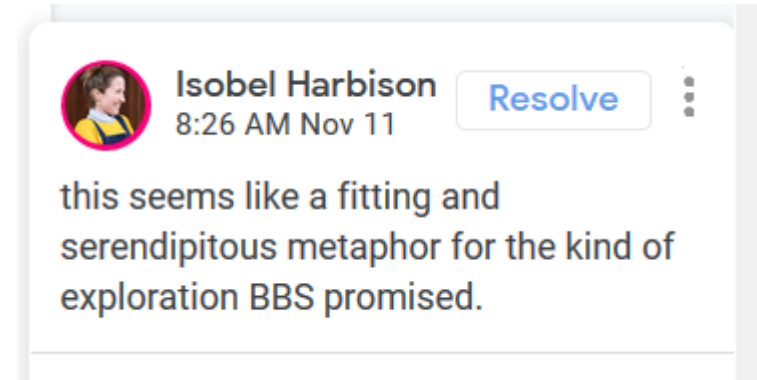 Isobel Harbison
Resolve
8:26 AM Nov 11
this seems like a fitting and
serendipitous metaphor for the kind of
exploration BBS promised.